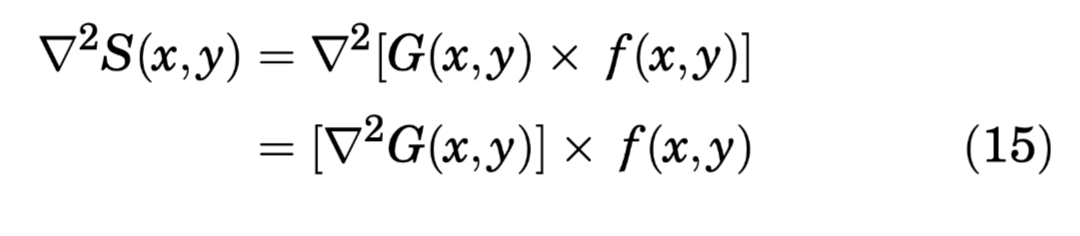 ∇²S(x,y) = ∇²[G(x,y) × f(x,y)]
= [∇²G(x,y)] × f(x,y) (15)